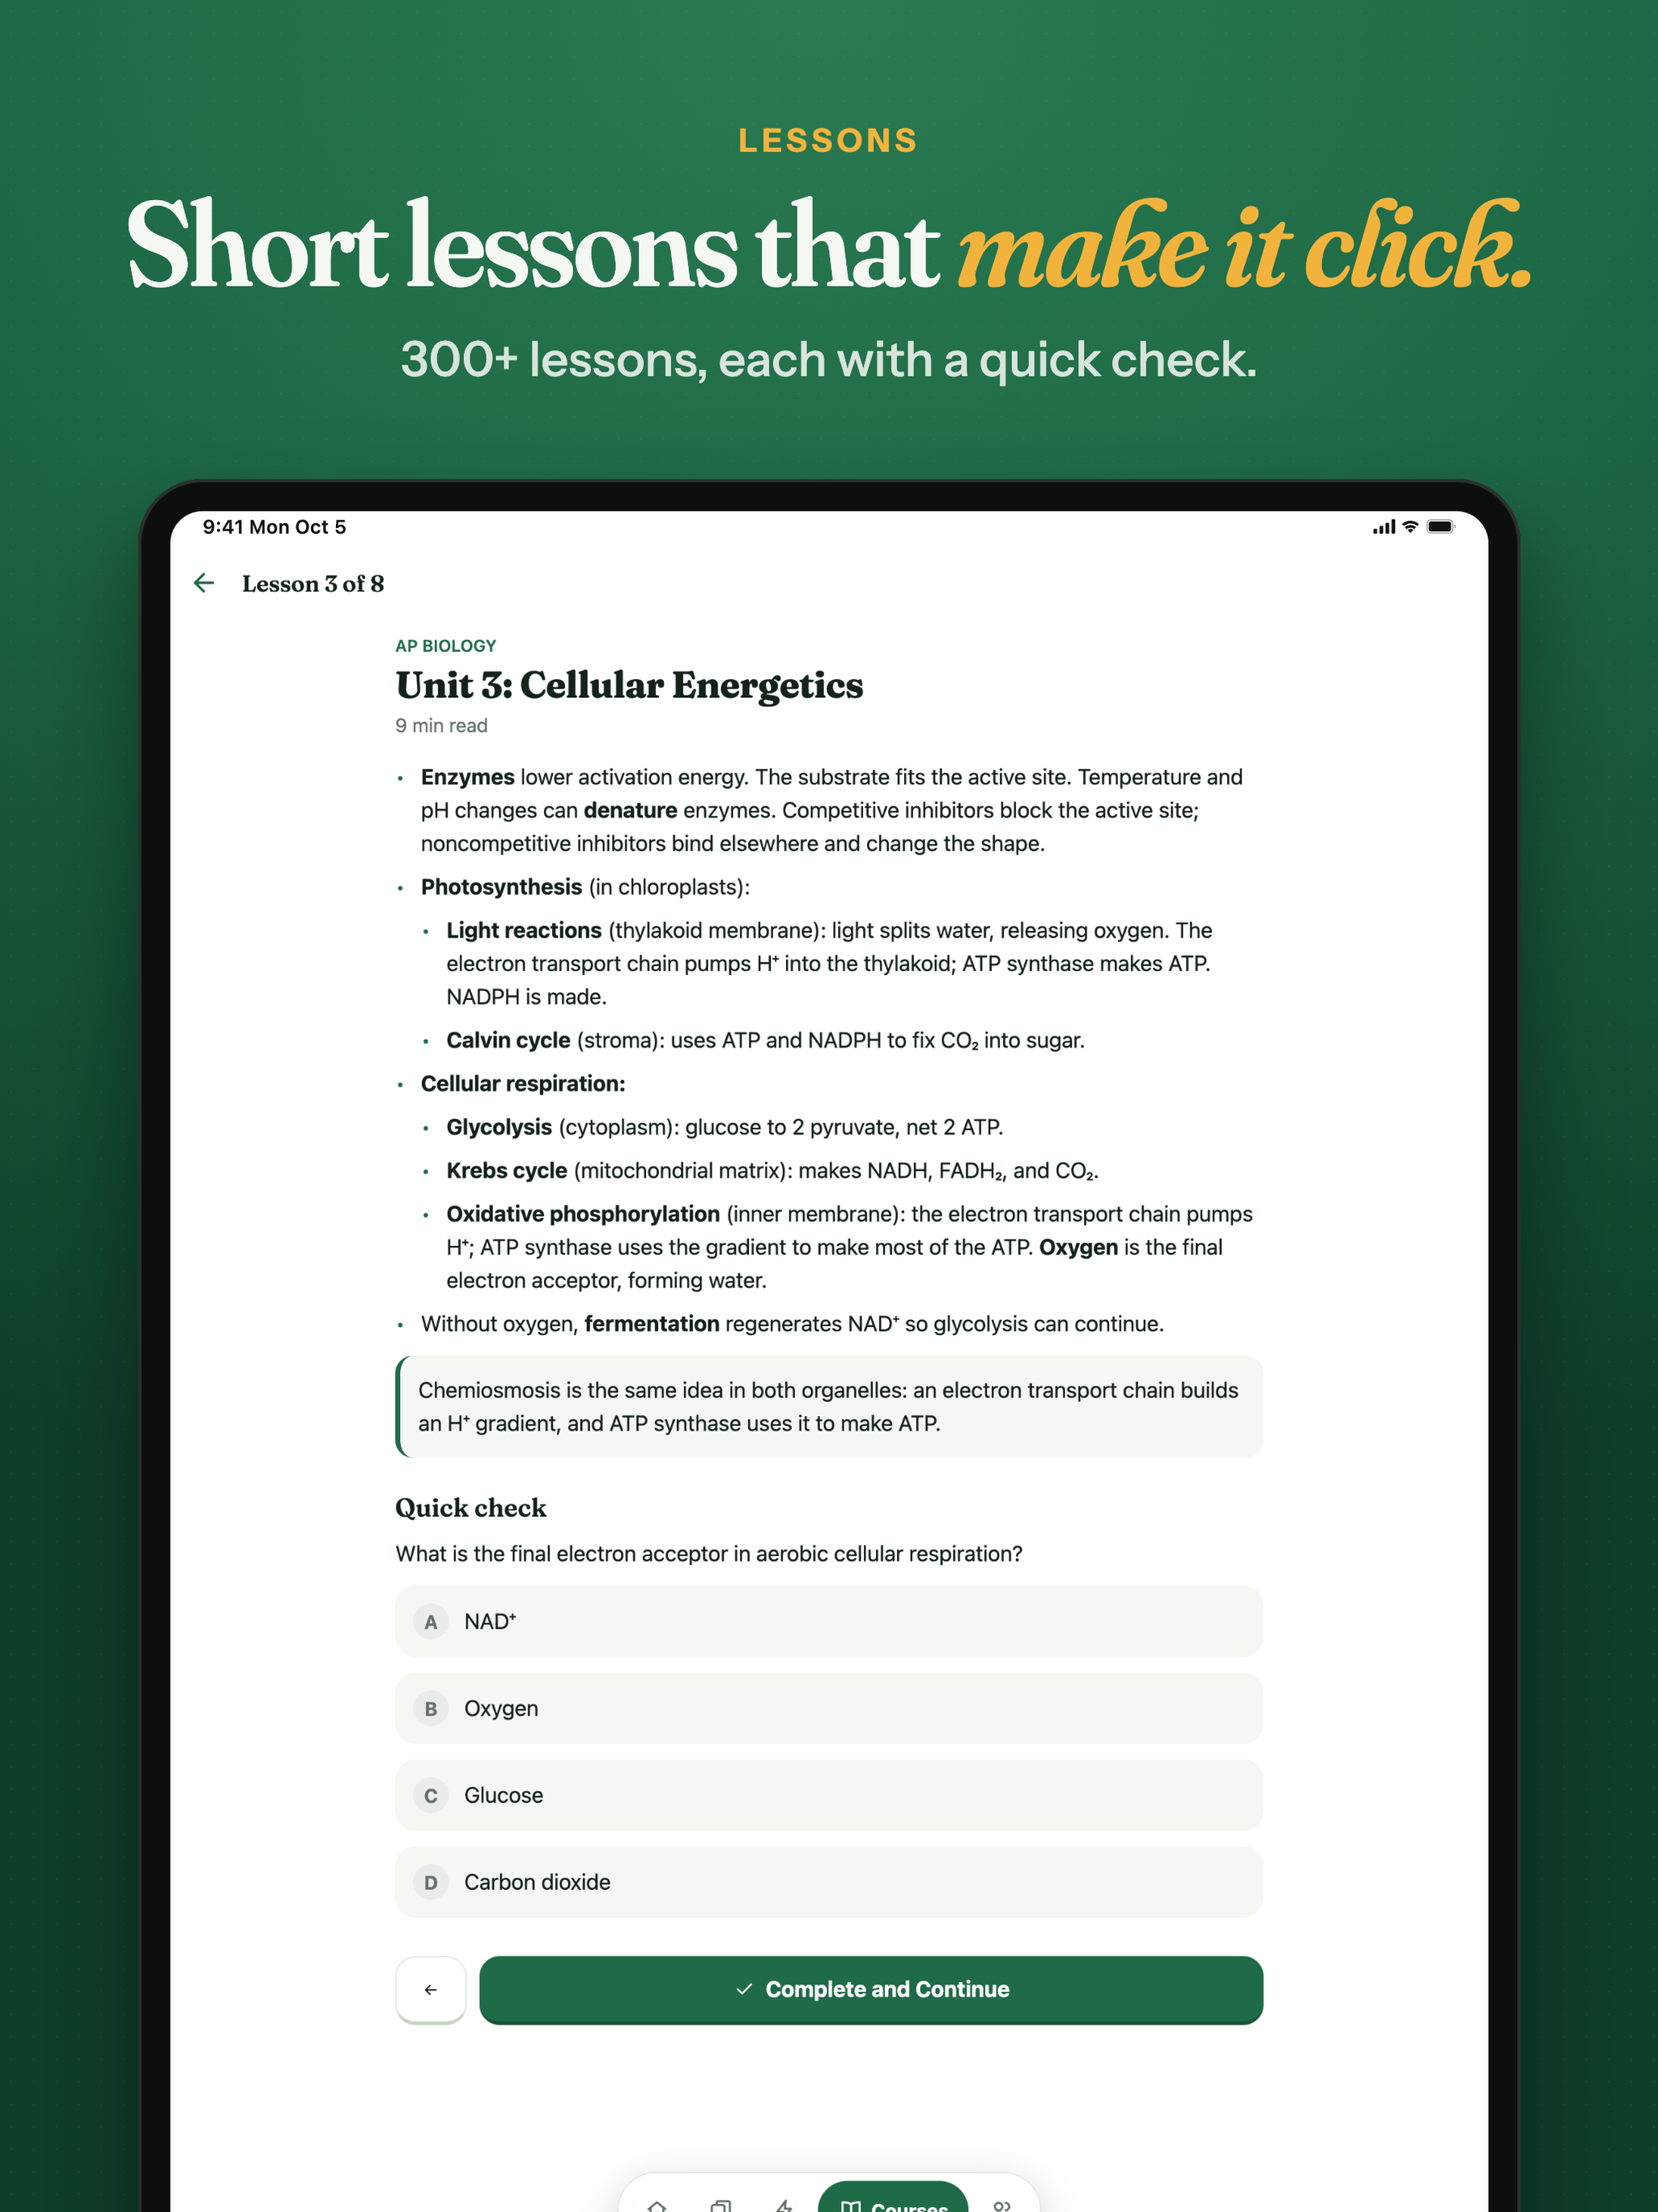 LESSONS
Short lessons that make it click.
300+ lessons, each with a quick check.
9:41 Mon Oct 5
Lesson 3 of 8
AP BIOLOGY
Unit 3: Cellular Energetics
9 min read
• Enzymes lower activation energy. The substrate fits the active site. Temperature and
pH changes can denature enzymes. Competitive inhibitors block the active site;
noncompetitive inhibitors bind elsewhere and change the shape.
• Photosynthesis (in chloroplasts):
• Light reactions (thylakoid membrane): light splits water, releasing oxygen. The
electron transport chain pumps H⁺ into the thylakoid; ATP synthase makes ATP.
NADPH is made.
• Calvin cycle (stroma): uses ATP and NADPH to fix CO₂ into sugar.
• Cellular respiration:
• Glycolysis (cytoplasm): glucose to 2 pyruvate, net 2 ATP.
• Krebs cycle (mitochondrial matrix): makes NADH, FADH₂, and CO₂.
• Oxidative phosphorylation (inner membrane): the electron transport chain pumps
H⁺; ATP synthase uses the gradient to make most of the ATP. Oxygen is the final
electron acceptor, forming water.
• Without oxygen, fermentation regenerates NAD⁺ so glycolysis can continue.
Chemiosmosis is the same idea in both organelles: an electron transport chain builds
an H⁺ gradient, and ATP synthase uses it to make ATP.
Quick check
What is the final electron acceptor in aerobic cellular respiration?
A NAD⁺
B Oxygen
C Glucose
D Carbon dioxide
Complete and Continue
Courses